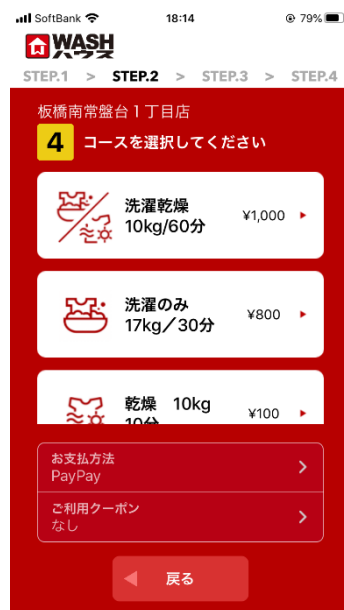 SoftBank 18:14 79%
WASH
ハウス
STEP.1 > STEP.2 > STEP.3 > STEP.4
板橋南常盤台1丁目店
4 コースを選択してください
洗濯乾燥
10kg/60分 ¥1,000
洗濯のみ
17kg/30分 ¥800
乾燥 10kg
10分 ¥100
お支払方法
PayPay
ご利用クーポン
なし
戻る